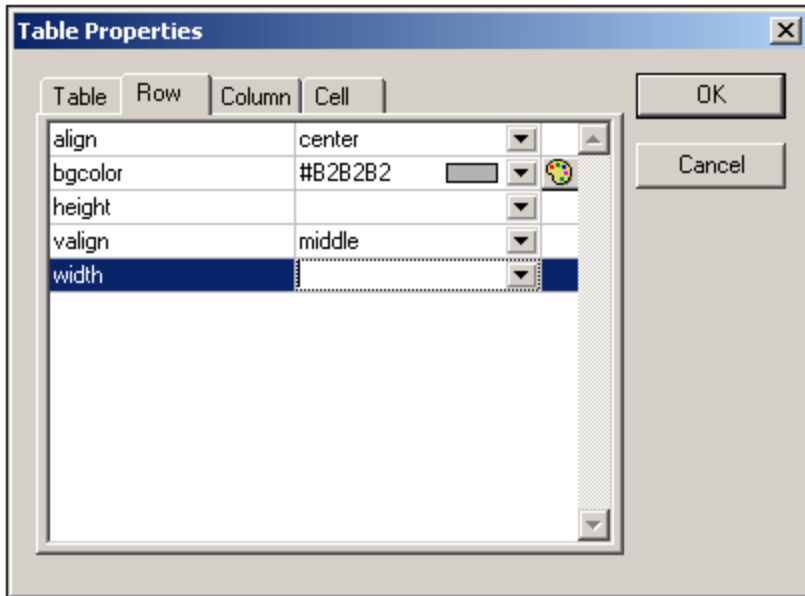 Table Properties
Table Row Column Cell
OK
Cancel
align center
bgcolor #B2B2B2
height
valign middle
width